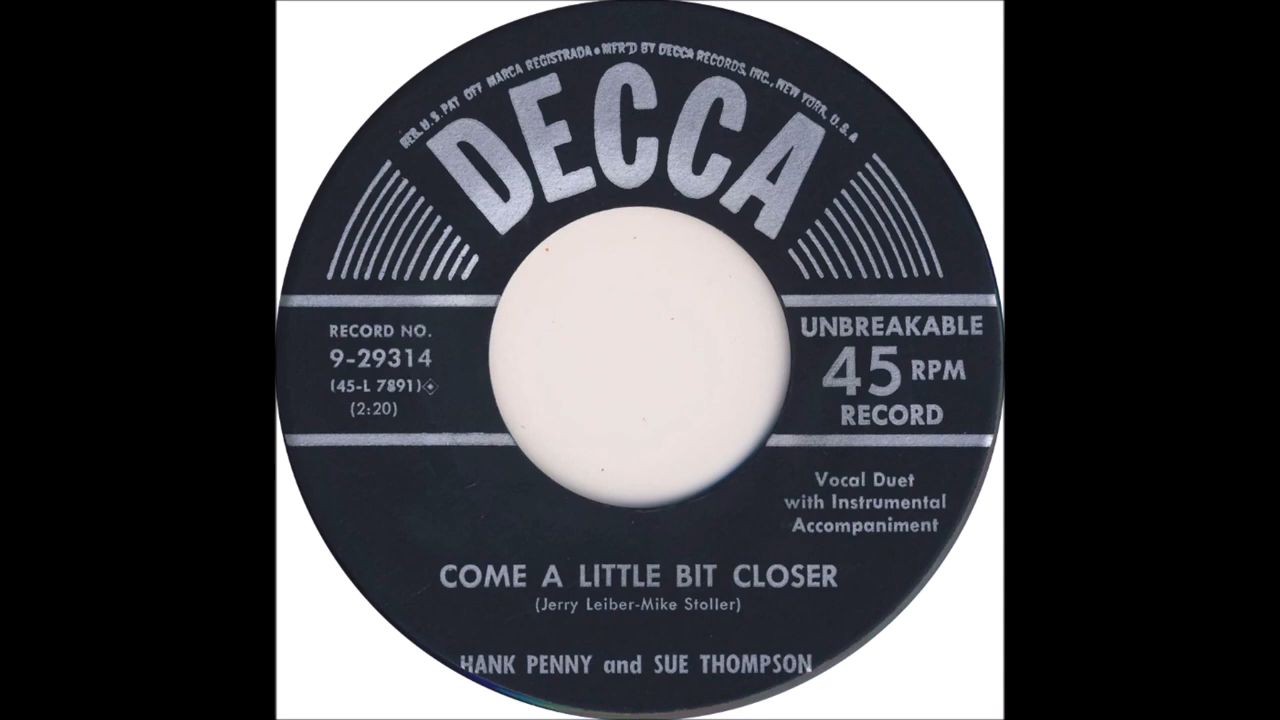 REG. U.S. PAT OFF MARCA REGISTRADA • MFR'D BY DECCA RECORDS, INC., NEW YORK, U.S.A
DECCA
RECORD NO.
9-29314
(45-L 7891)
(2:20)
UNBREAKABLE
45 RPM
RECORD
Vocal Duet
with Instrumental
Accompaniment
COME A LITTLE BIT CLOSER
(Jerry Leiber-Mike Stoller)
HANK PENNY and SUE THOMPSON